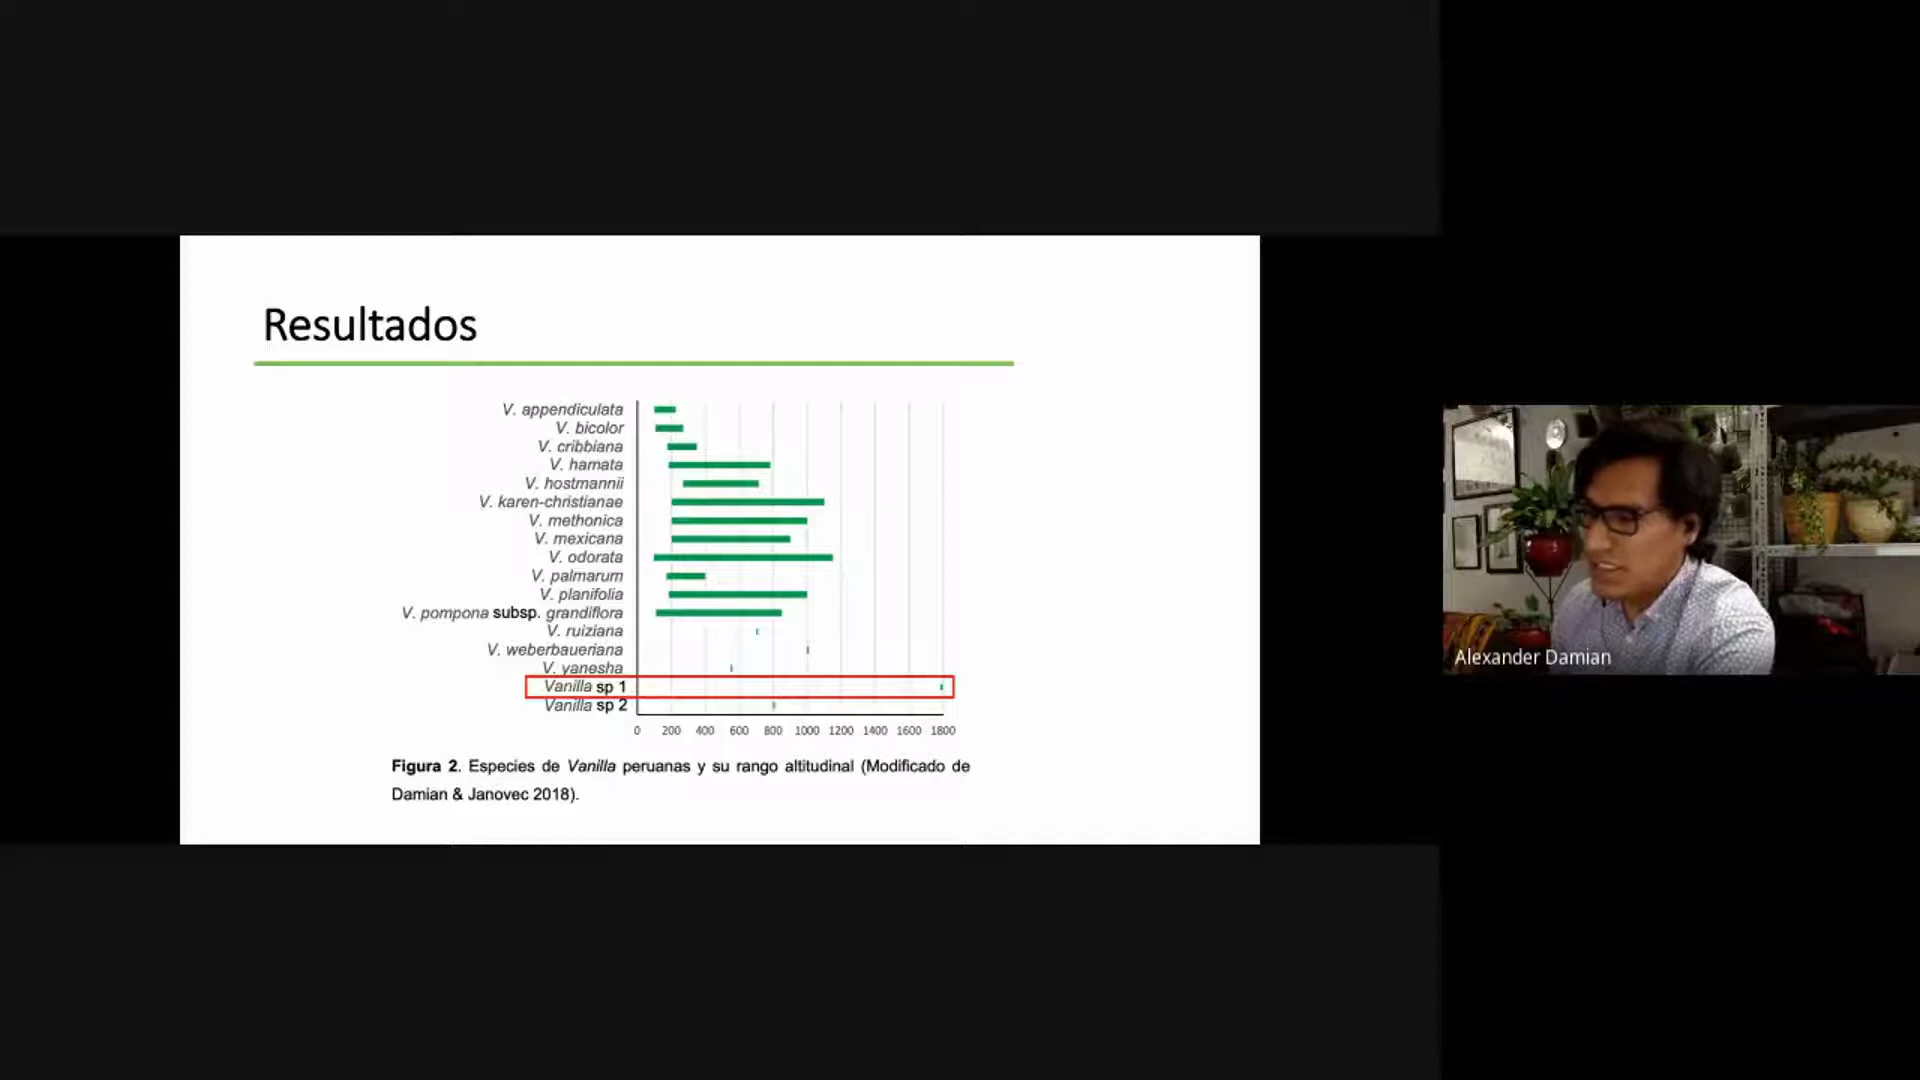 Resultados
V. appendiculata
V. bicolor
V. cribbiana
V. hamata
V. hostmannii
V. karen-christianae
V. methonica
V. mexicana
V. odorata
V. palmarum
V. planifolia
V. pompona subsp. grandiflora
V. ruiziana
V. weberbaueriana
V. yanesha
Vanilla sp 1
Vanilla sp 2
0 200 400 600 800 1000 1200 1400 1600 1800
Figura 2. Especies de Vanilla peruanas y su rango altitudinal (Modificado de
Damian & Janovec 2018).
Alexander Damian